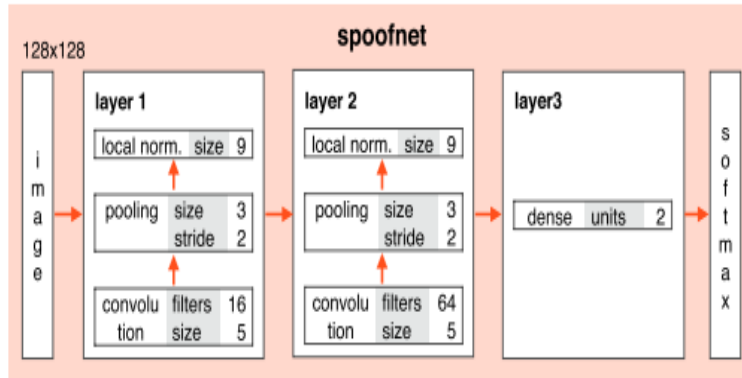 spoofnet
128x128
image
layer 1
local norm. size 9
pooling size 3
stride 2
convolu filters 16
tion size 5
layer 2
local norm. size 9
pooling size 3
stride 2
convolu filters 64
tion size 5
layer3
dense units 2
softmax